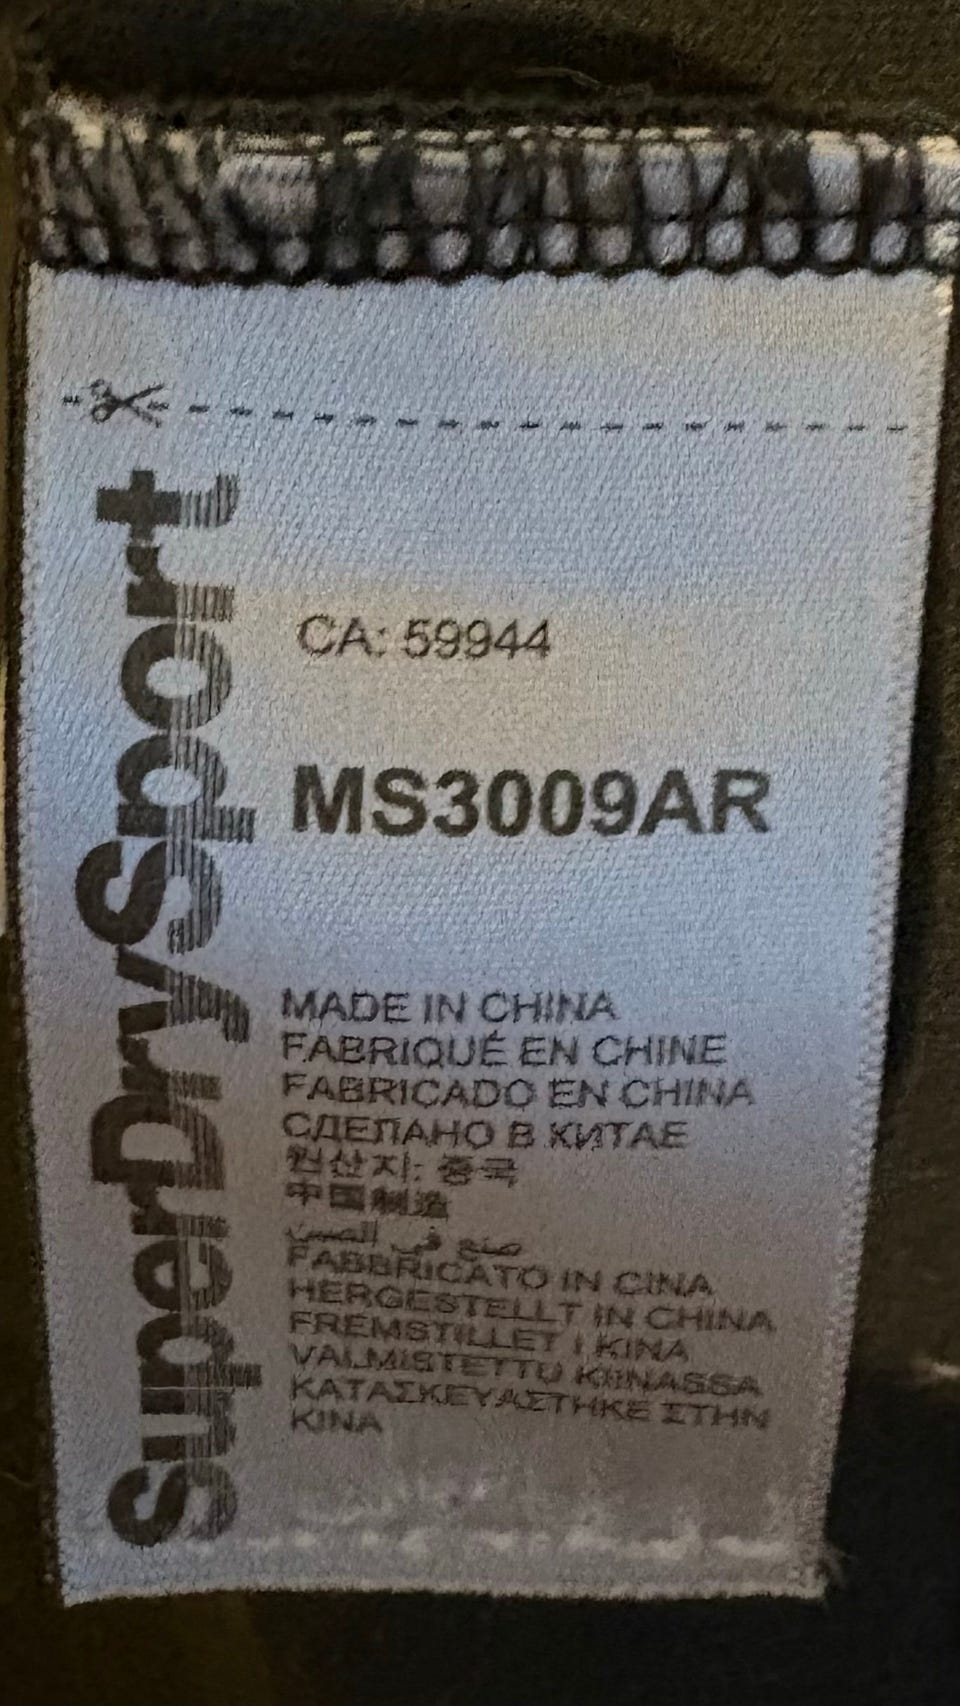 SuperDrySport
CA: 59944
MS3009AR
MADE IN CHINA
FABRIQUÉ EN CHINE
FABRICADO EN CHINA
СДЕЛАНО В КИТАЕ
원산지: 중국
中国制造
صنع في الصين
FABBRICATO IN CINA
HERGESTELLT IN CHINA
FREMSTILLET I KINA
VALMISTETTU KIINASSA
ΚΑΤΑΣΚΕΥΑΣΤΗΚΕ ΣΤΗΝ
ΚΙΝΑ